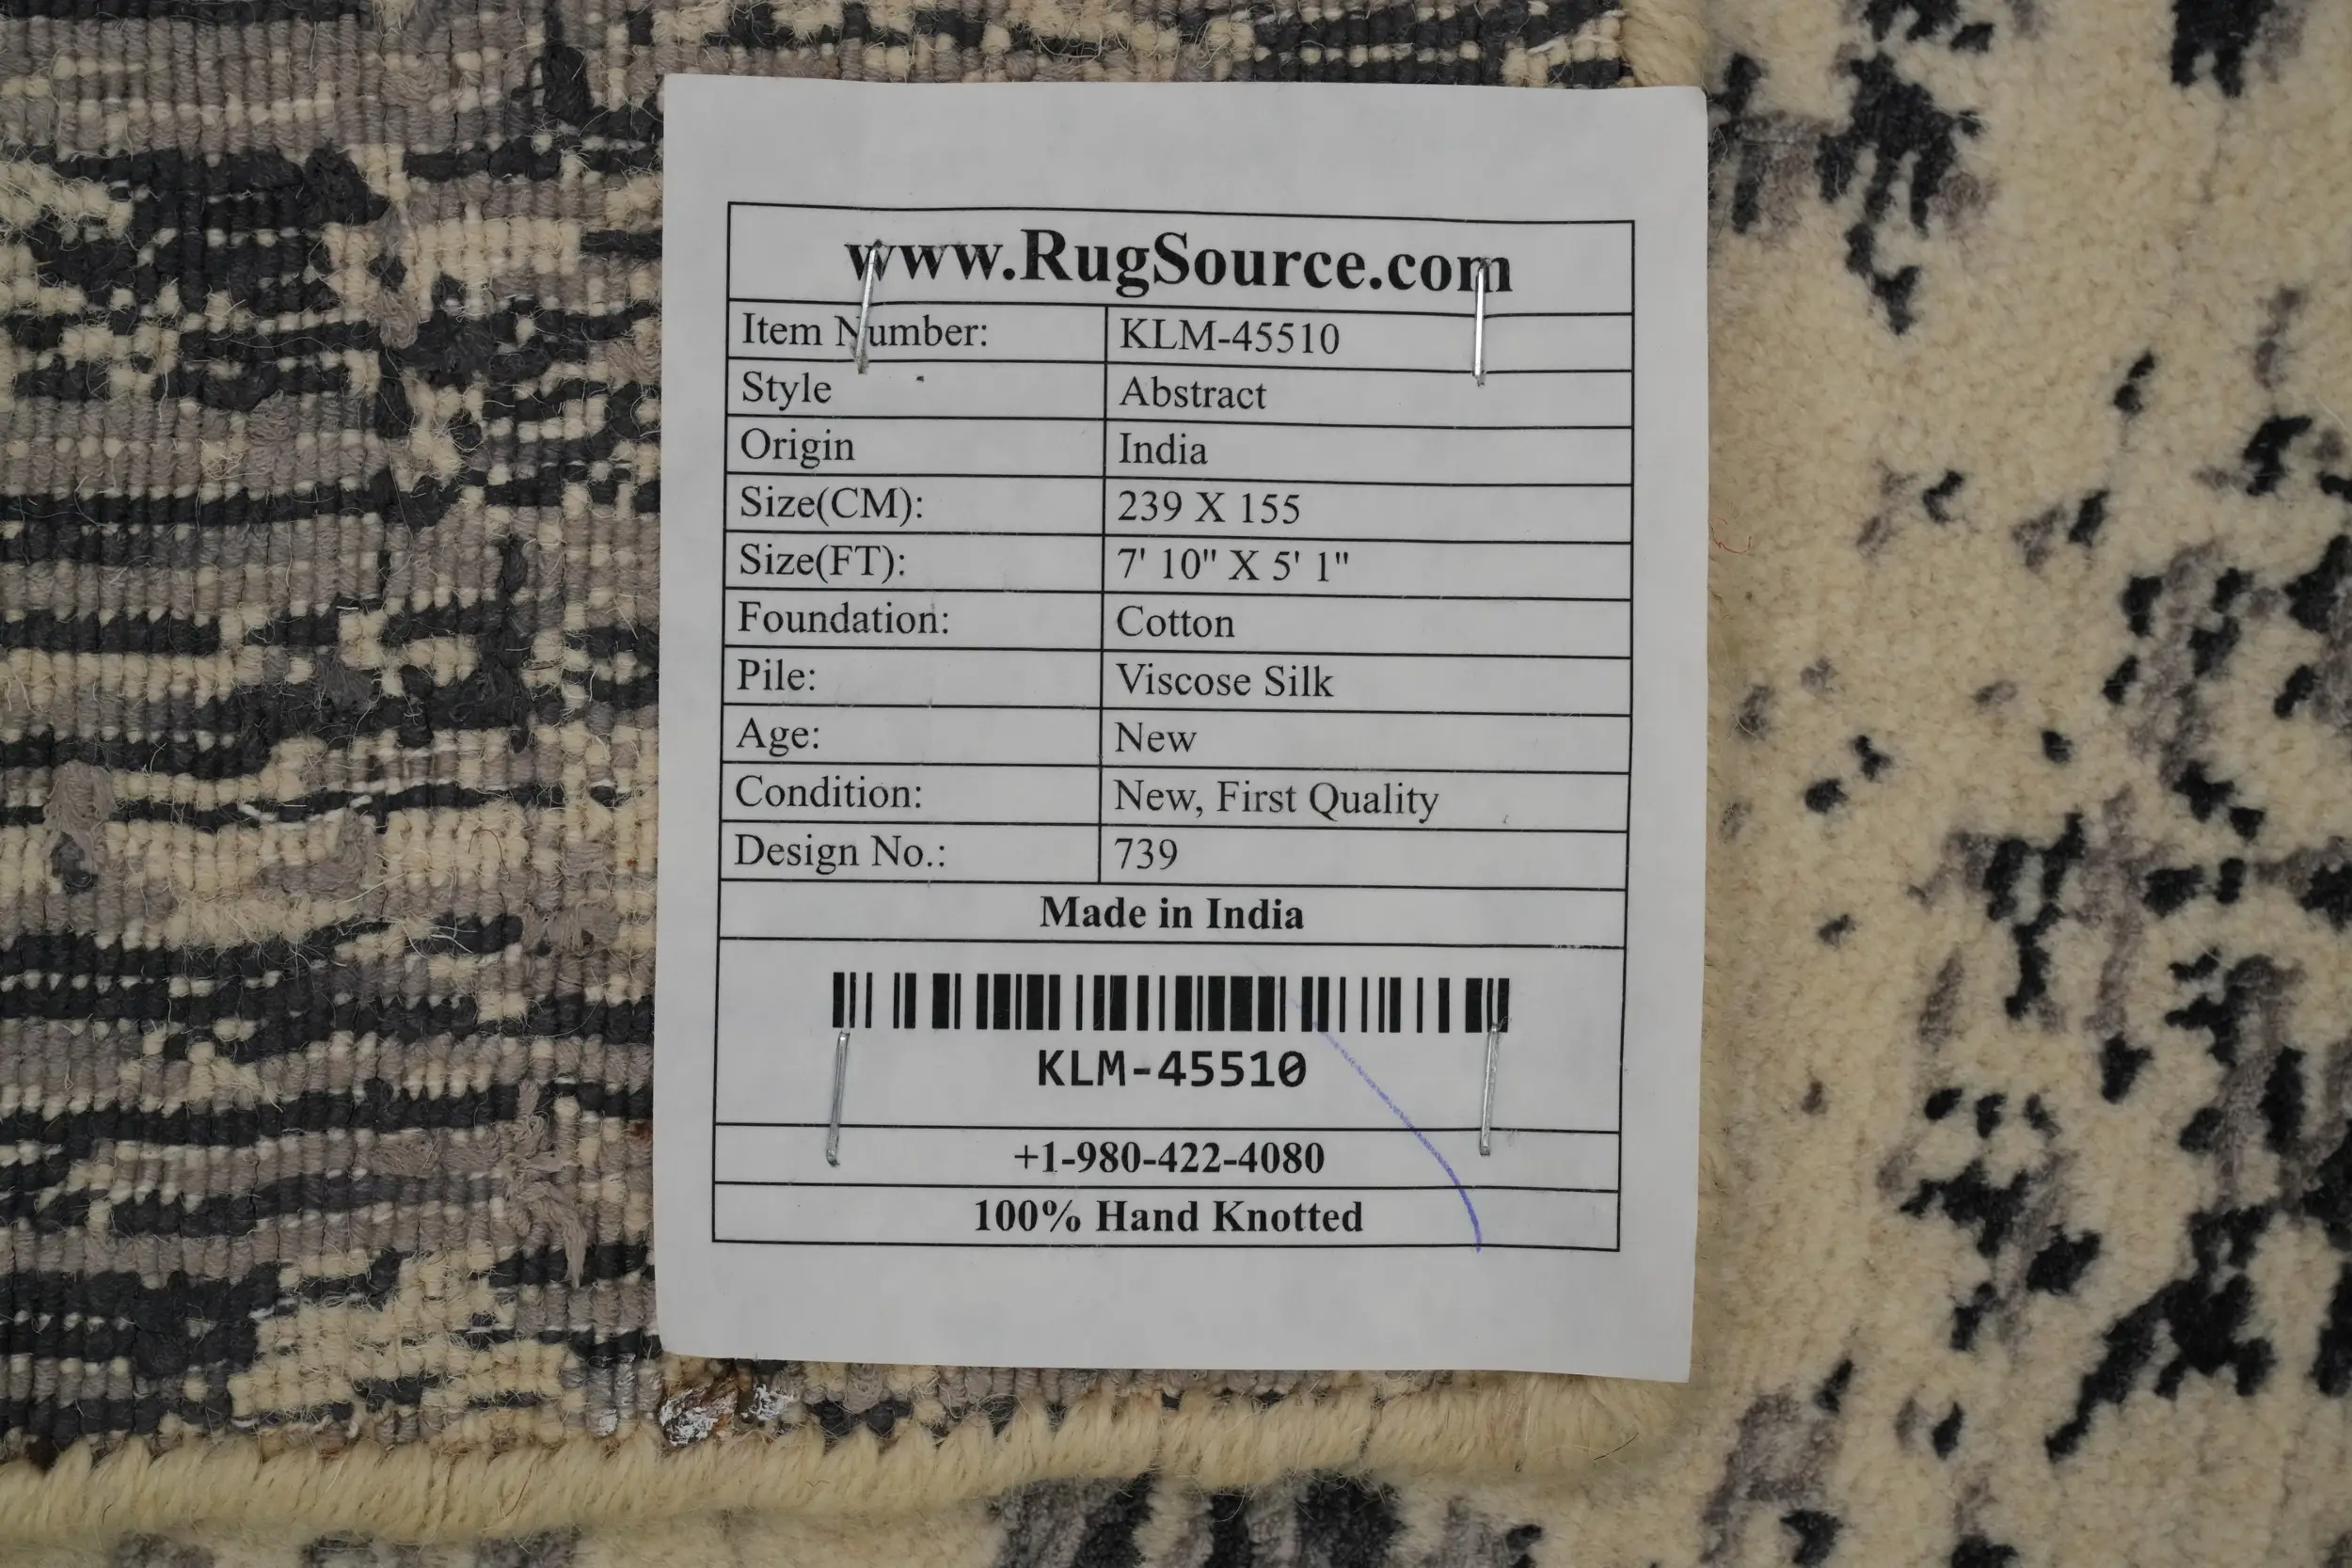 www.RugSource.com
Item Number: KLM-45510
Style Abstract
Origin India
Size(CM): 239 X 155
Size(FT): 7' 10" X 5' 1"
Foundation: Cotton
Pile: Viscose Silk
Age: New
Condition: New, First Quality
Design No.: 739
Made in India
KLM-45510
+1-980-422-4080
100% Hand Knotted